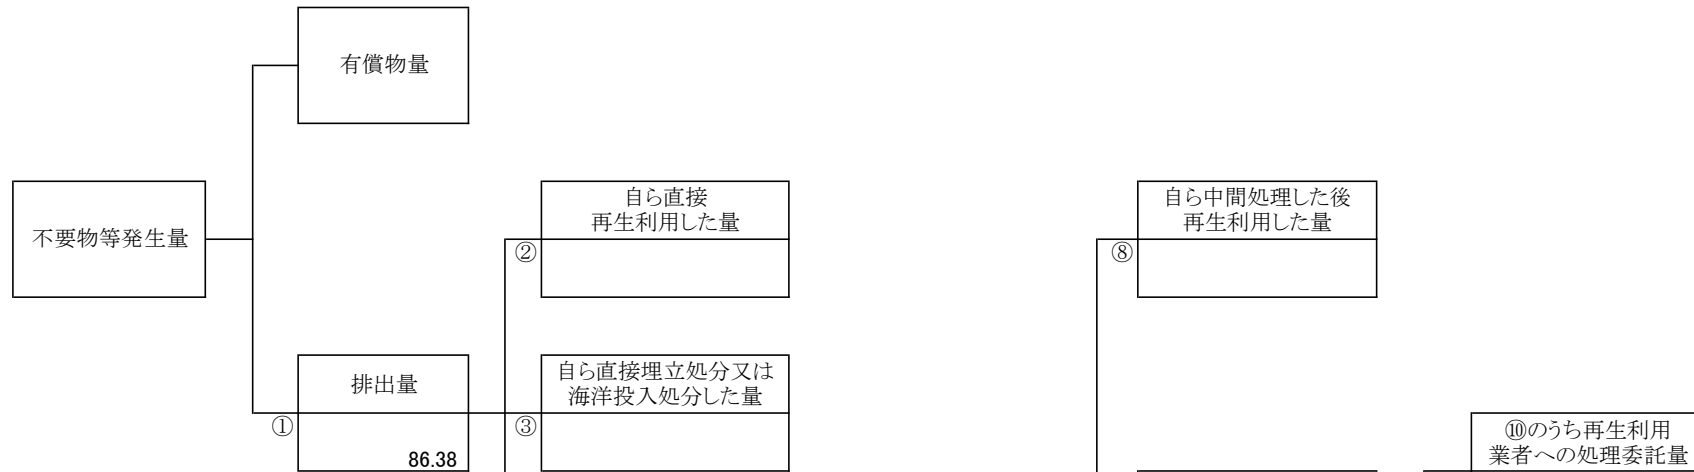 有償物量
不要物等発生量
自ら直接
再生利用した量
②
自ら中間処理した後
再生利用した量
⑧
排出量
①
86.38
自ら直接埋立処分又は
海洋投入処分した量
③
⑩のうち再生利用
業者への処理委託量